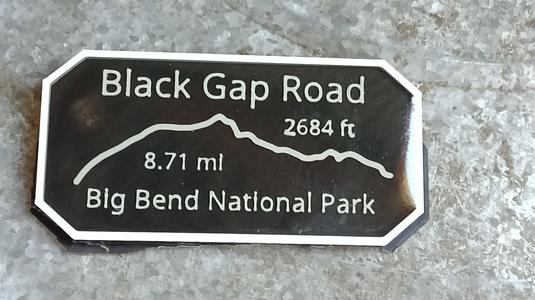 Black Gap Road
2684 ft
8.71 mi
Big Bend National Park